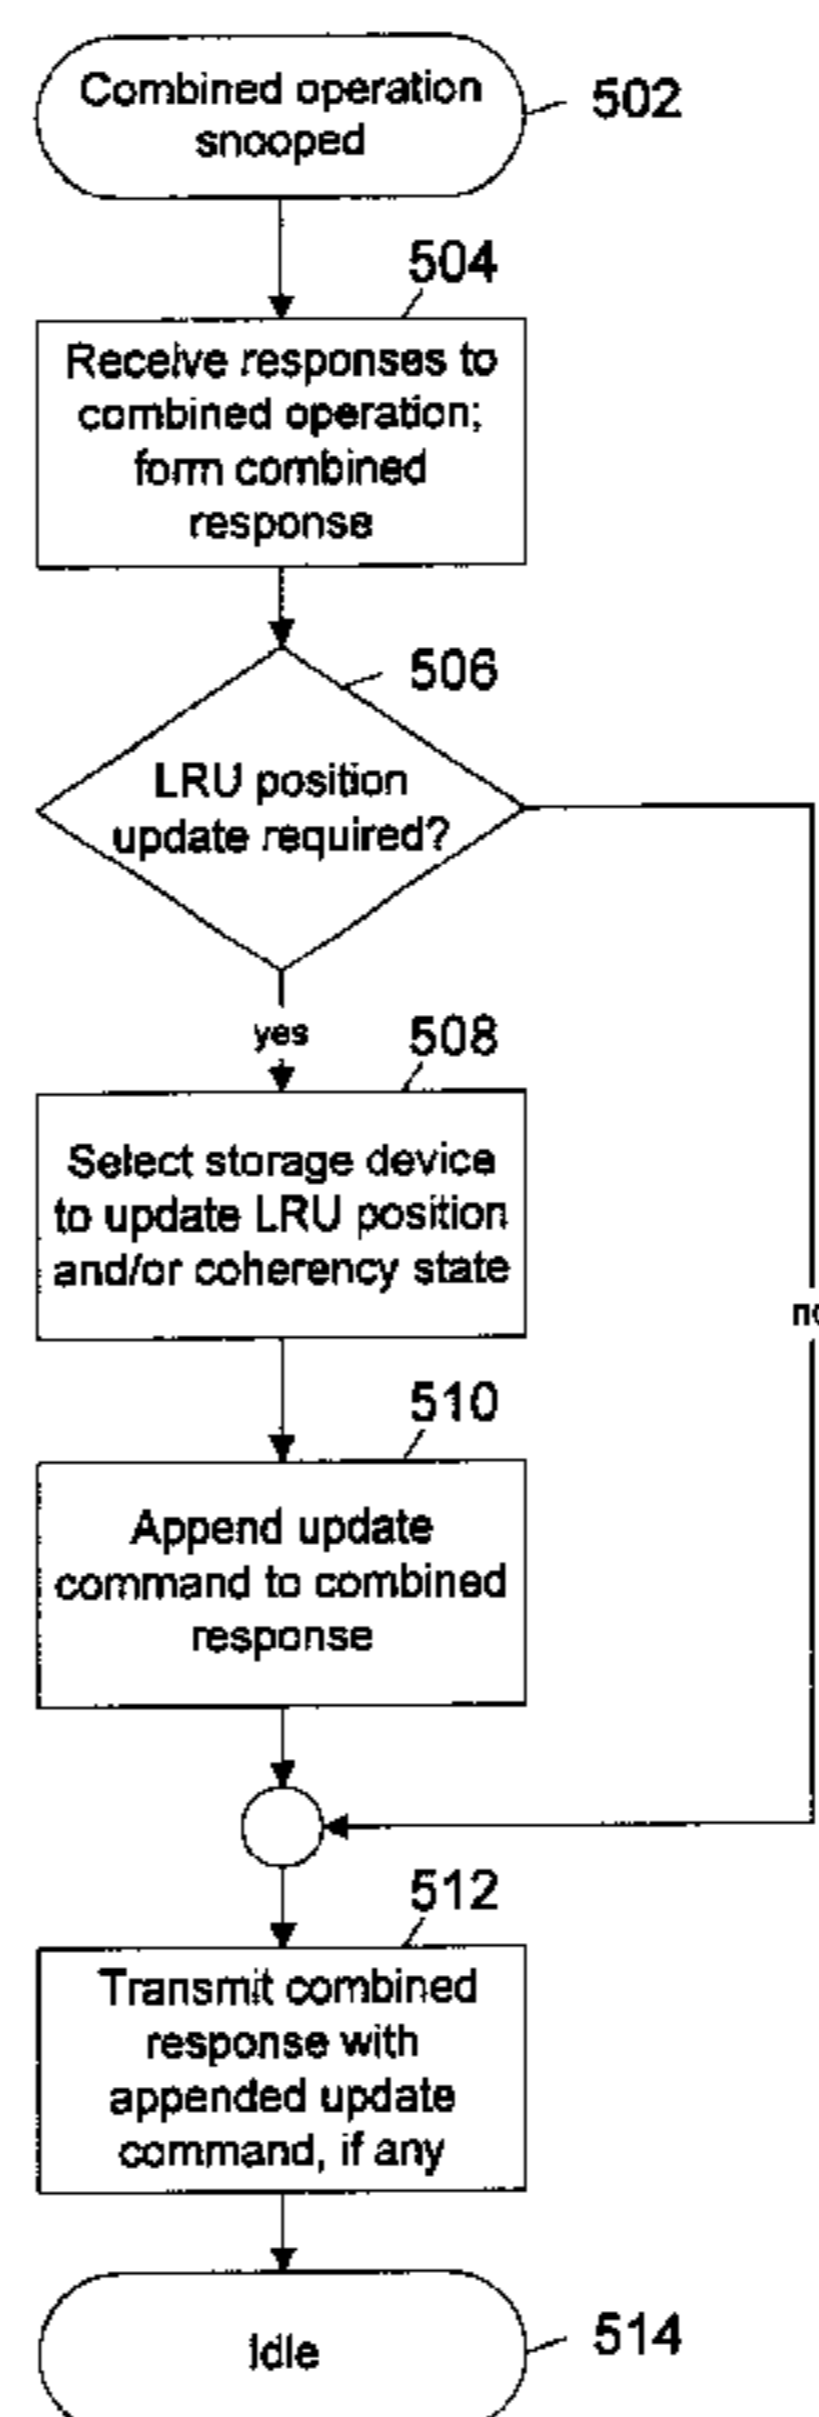 Combined operation
snooped
502
504
Receive responses to
combined operation;
form combined
response
506
LRU position
update required?
yes
508
Select storage device
to update LRU position
and/or coherency state
no
510
Append update
command to combined
response
512
Transmit combined
response with
appended update
command, if any
Idle
514